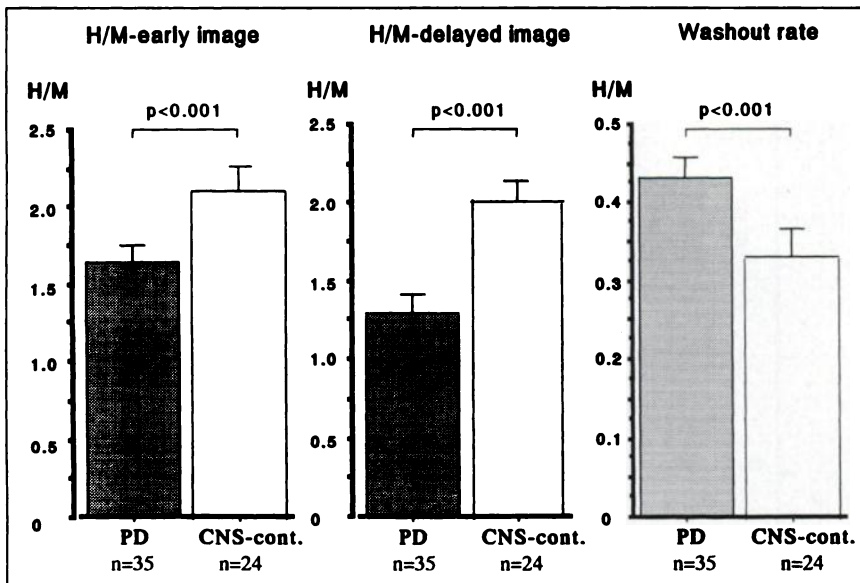 H/M-early image
H/M
p<0.001
2.5
2.0
1.5
1.0
0.5
0
PD
CNS-cont.
n=35
n=24
H/M-delayed image
H/M
p<0.001
2.5
2.0
1.5
1.0
0.5
0
PD
CNS-cont.
n=35
n=24
Washout rate
H/M
p<0.001
0.5
0.4
0.3
0.2
0.1
0
PD
CNS-cont.
n=35
n=24